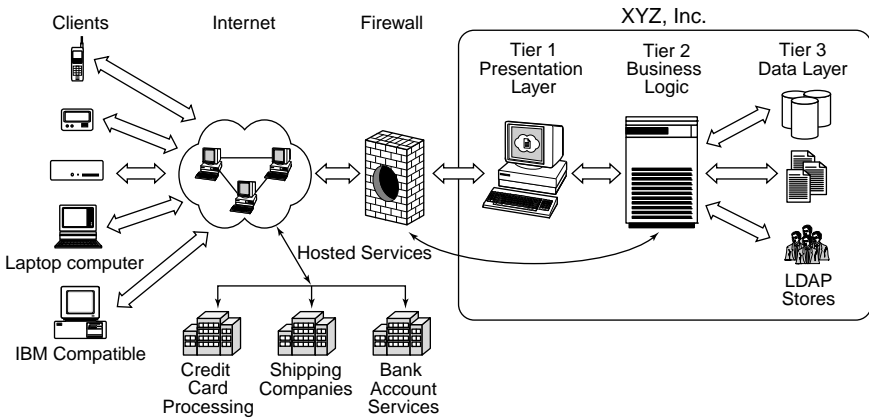 XYZ, Inc.
Clients
Internet
Firewall
Tier 1
Presentation
Layer
Tier 2
Business
Logic
Tier 3
Data Layer
Laptop computer
IBM Compatible
Hosted Services
LDAP
Stores
Credit
Card
Processing
Shipping
Companies
Bank
Account
Services